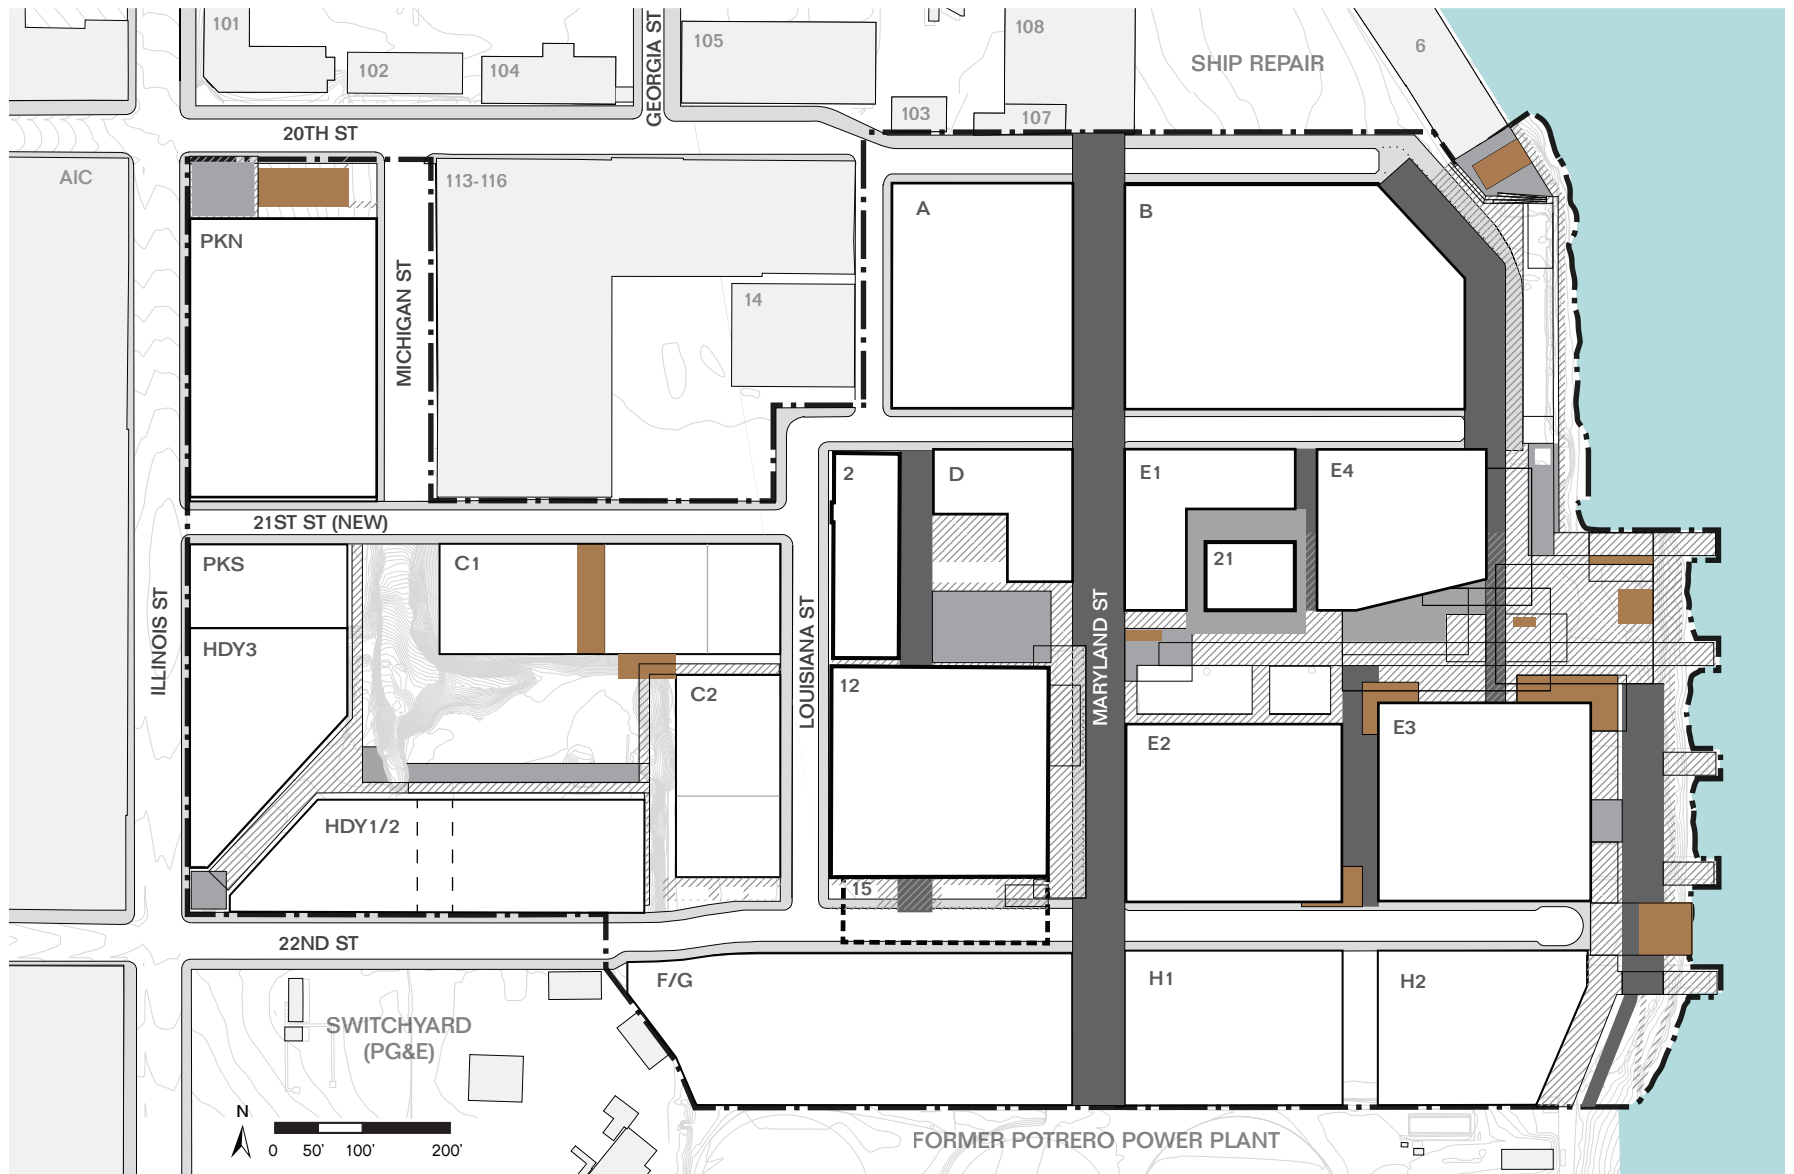 101
102
104
GEORGIA ST
105
108
SHIP REPAIR
6
103
107
20TH ST
AIC
113-116
PKN
MICHIGAN ST
14
A
B
21ST ST (NEW)
2
D
E1
E4
PKS
C1
21
ILLINOIS ST
HDY3
LOUISIANA ST
MARYLAND ST
12
C2
E2
E3
HDY1/2
15
22ND ST
F/G
H1
H2
SWITCHYARD
(PG&E)
N
0 50' 100' 200'
FORMER POTRERO POWER PLANT